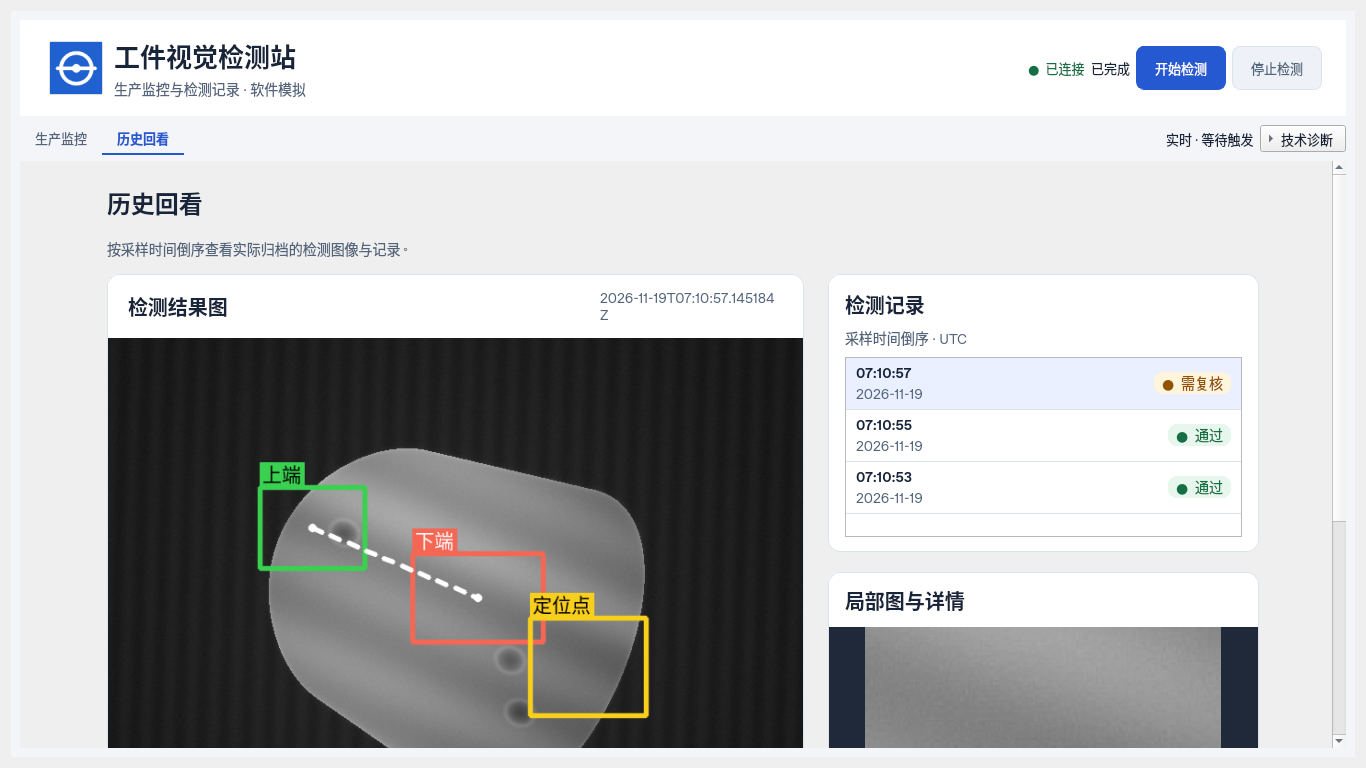 工件视觉检测站
生产监控与检测记录 · 软件模拟
已连接 已完成 开始检测 停止检测
生产监控 历史回看
实时 · 等待触发 技术诊断
历史回看
按采样时间倒序查看实际归档的检测图像与记录。
检测结果图
2026-11-19T07:10:57.145184
Z
上端
下端
定位点
检测记录
采样时间倒序 · UTC
07:10:57
2026-11-19
需复核
07:10:55
2026-11-19
通过
07:10:53
2026-11-19
通过
局部图与详情